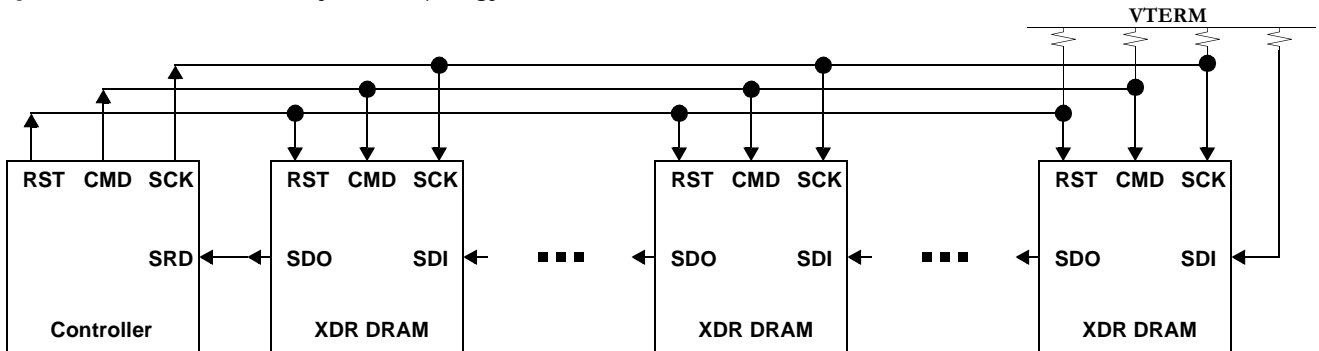 VTERM
RST CMD SCK
RST CMD SCK
RST CMD SCK
RST CMD SCK
SRD
SDO SDI
SDO SDI
SDO SDI
Controller
XDR DRAM
XDR DRAM
XDR DRAM